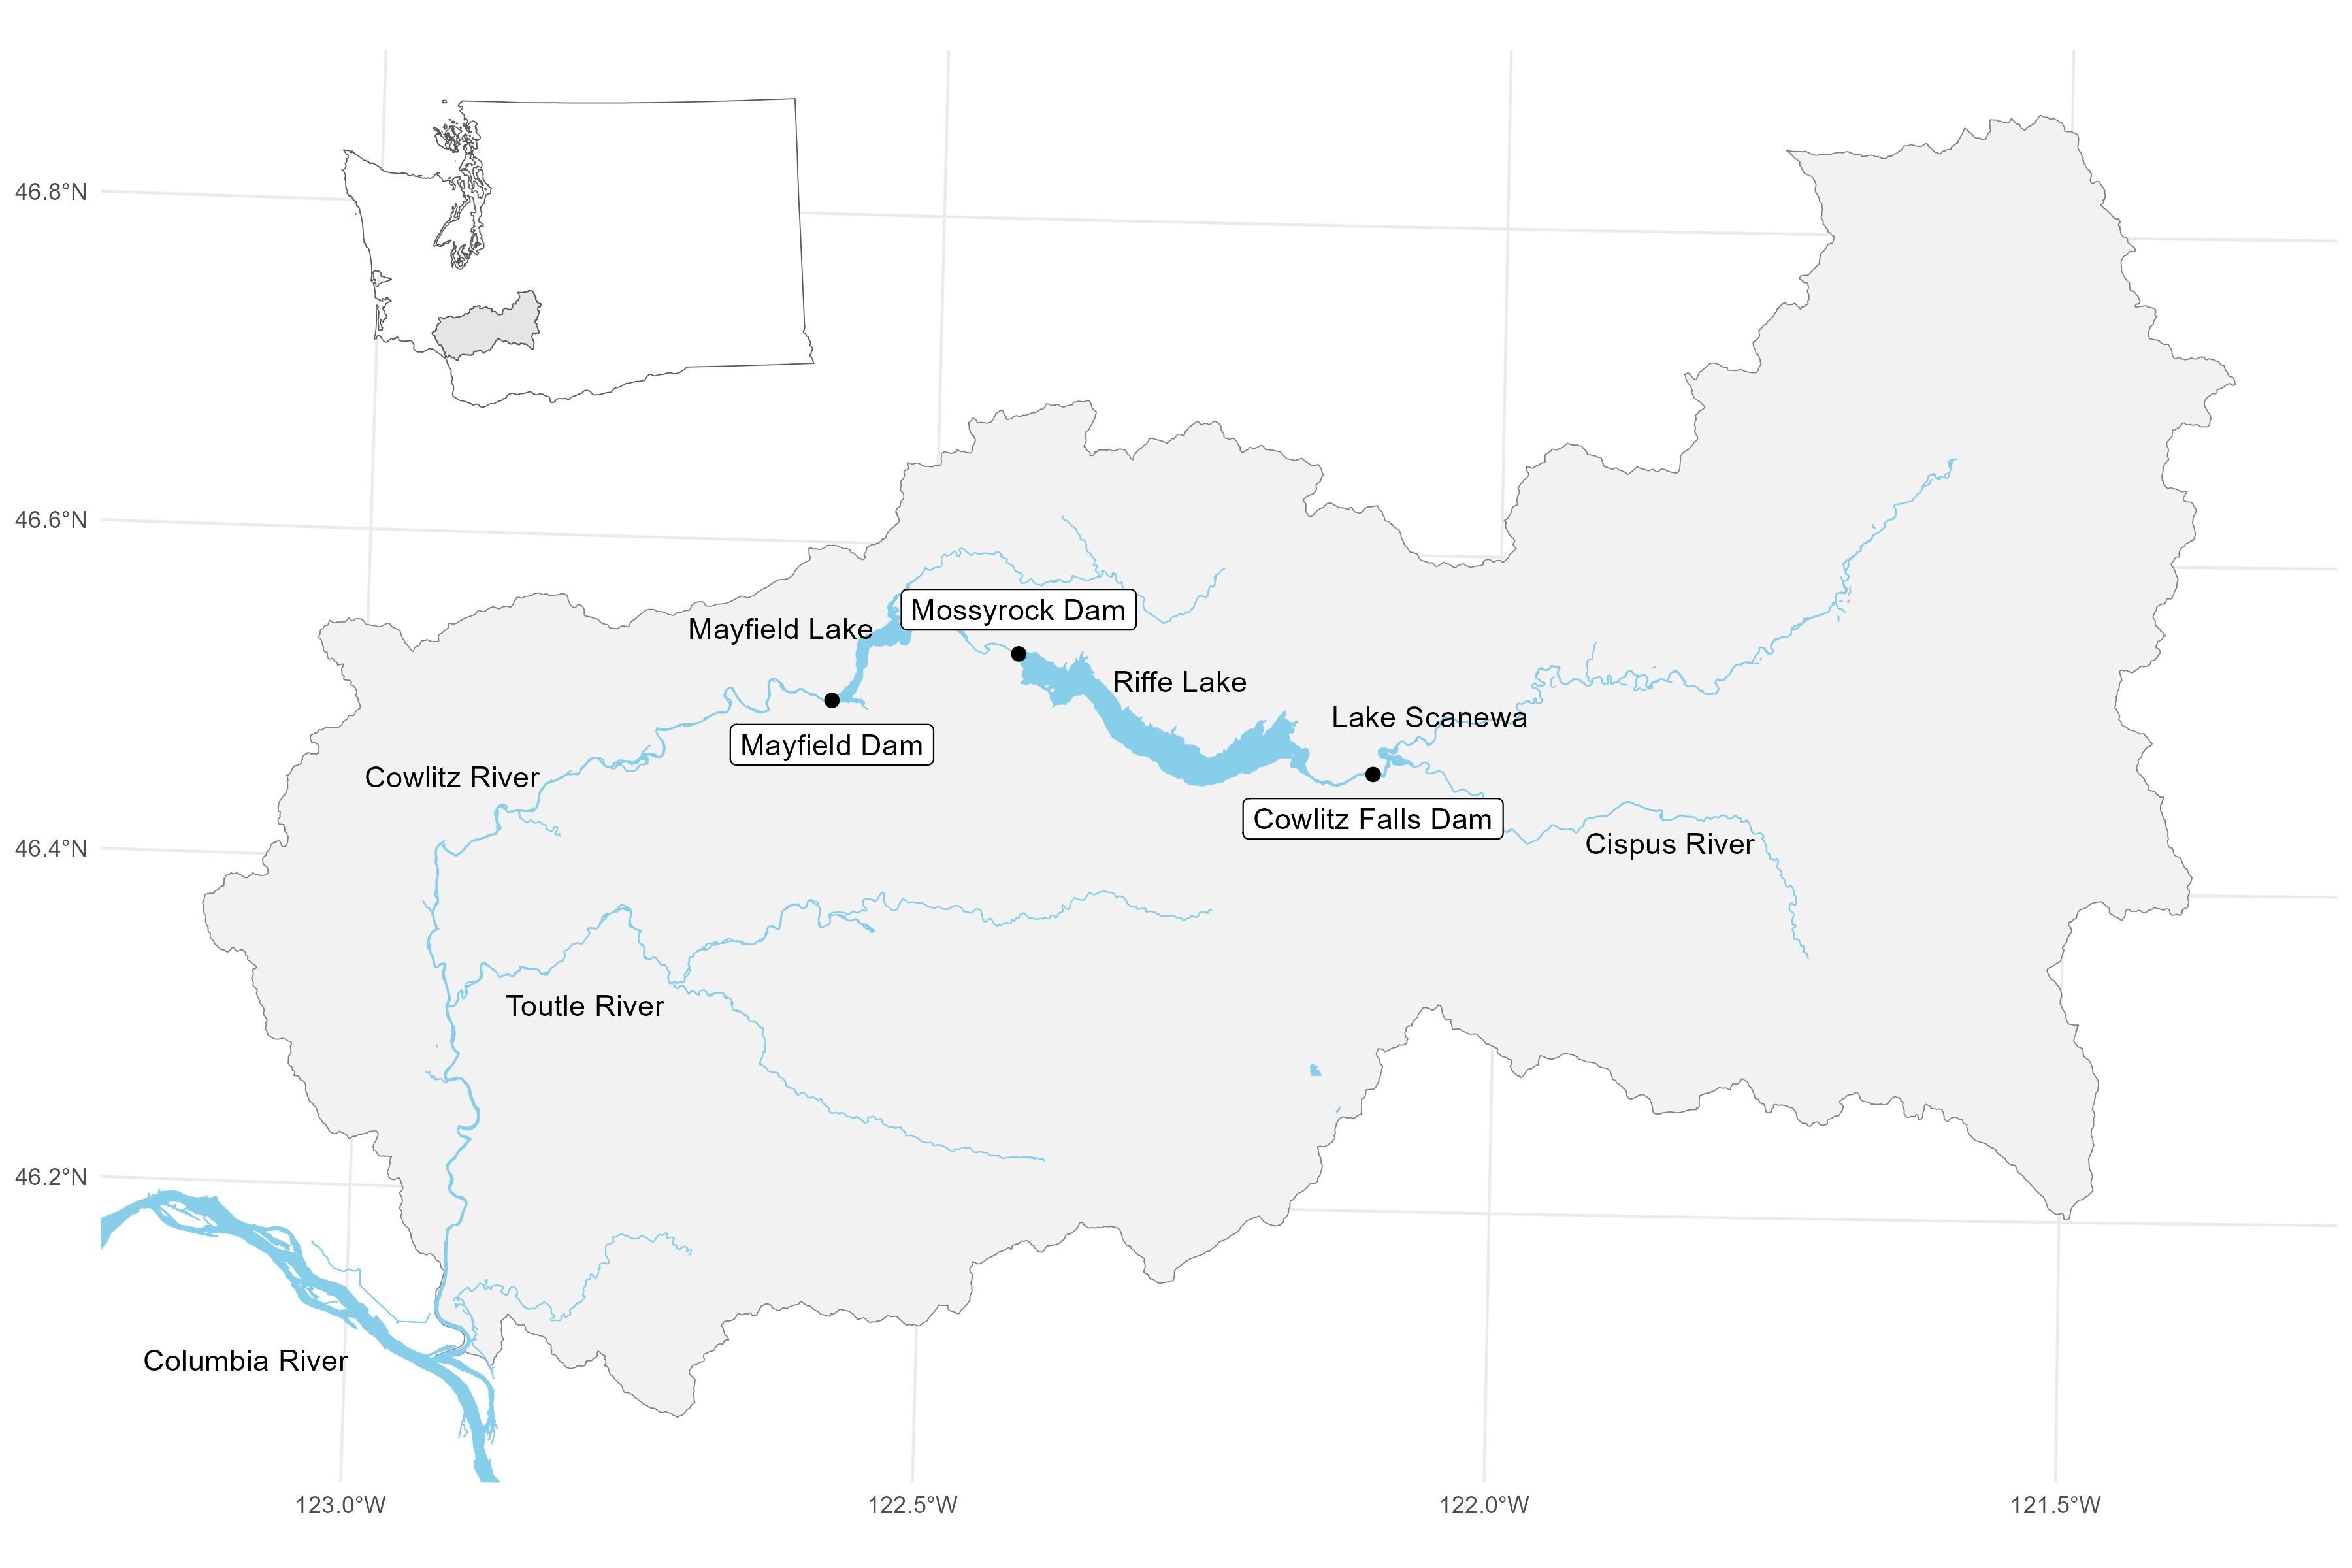 46.8°N
46.6°N
Mossyrock Dam
Mayfield Lake
Riffe Lake
Lake Scanewa
Mayfield Dam
Cowlitz River
Cowlitz Falls Dam
Cispus River
46.4°N
Toutle River
46.2°N
Columbia River
123.0°W
122.5°W
122.0°W
121.5°W